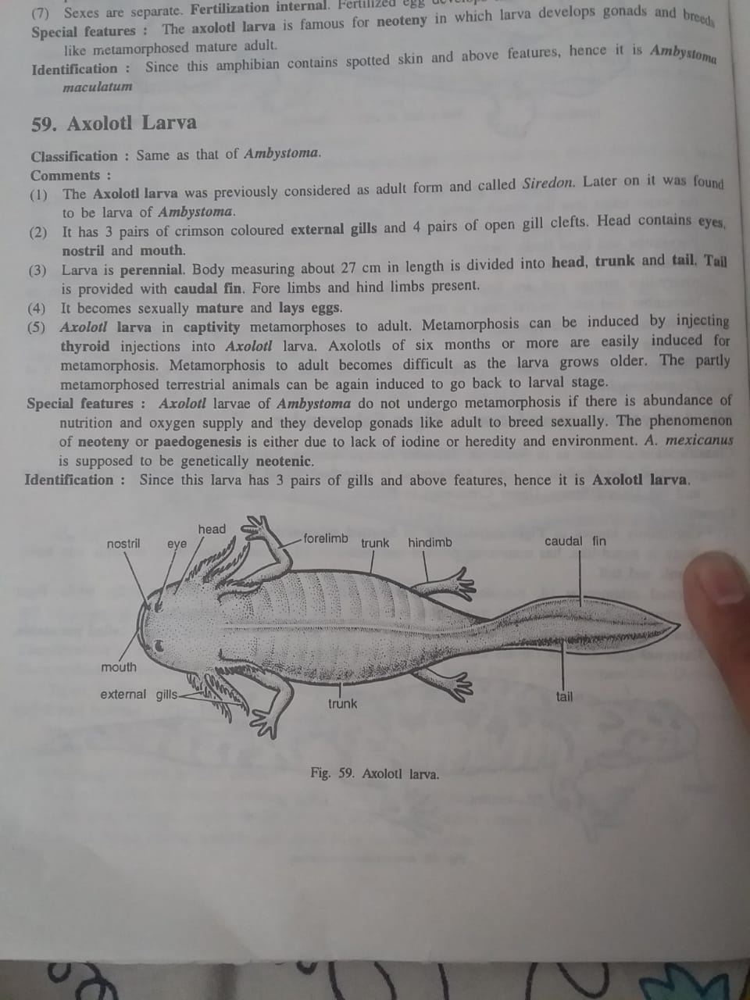 (7) Sexes are separate. Fertilization internal. Fertilized egg
Special features : The axolotl larva is famous for neoteny in which larva develops gonads and breeds
like metamorphosed mature adult.
Identification : Since this amphibian contains spotted skin and above features, hence it is Ambystoma
maculatum
59. Axolotl Larva
Classification : Same as that of Ambystoma.
Comments :
(1) The Axolotl larva was previously considered as adult form and called Siredon. Later on it was found
to be larva of Ambystoma.
(2) It has 3 pairs of crimson coloured external gills and 4 pairs of open gill clefts. Head contains eyes,
nostril and mouth.
(3) Larva is perennial. Body measuring about 27 cm in length is divided into head, trunk and tail. Tail
is provided with caudal fin. Fore limbs and hind limbs present.
(4) It becomes sexually mature and lays eggs.
(5) Axolotl larva in captivity metamorphoses to adult. Metamorphosis can be induced by injecting
thyroid injections into Axolotl larva. Axolotls of six months or more are easily induced for
metamorphosis. Metamorphosis to adult becomes difficult as the larva grows older. The partly
metamorphosed terrestrial animals can be again induced to go back to larval stage.
Special features : Axolotl larvae of Ambystoma do not undergo metamorphosis if there is abundance of
nutrition and oxygen supply and they develop gonads like adult to breed sexually. The phenomenon
of neoteny or paedogenesis is either due to lack of iodine or heredity and environment. A. mexicanus
is supposed to be genetically neotenic.
Identification : Since this larva has 3 pairs of gills and above features, hence it is Axolotl larva.
nostril eye head forelimb trunk hindimb caudal fin
mouth
external gills
trunk
tail
Fig. 59. Axolotl larva.